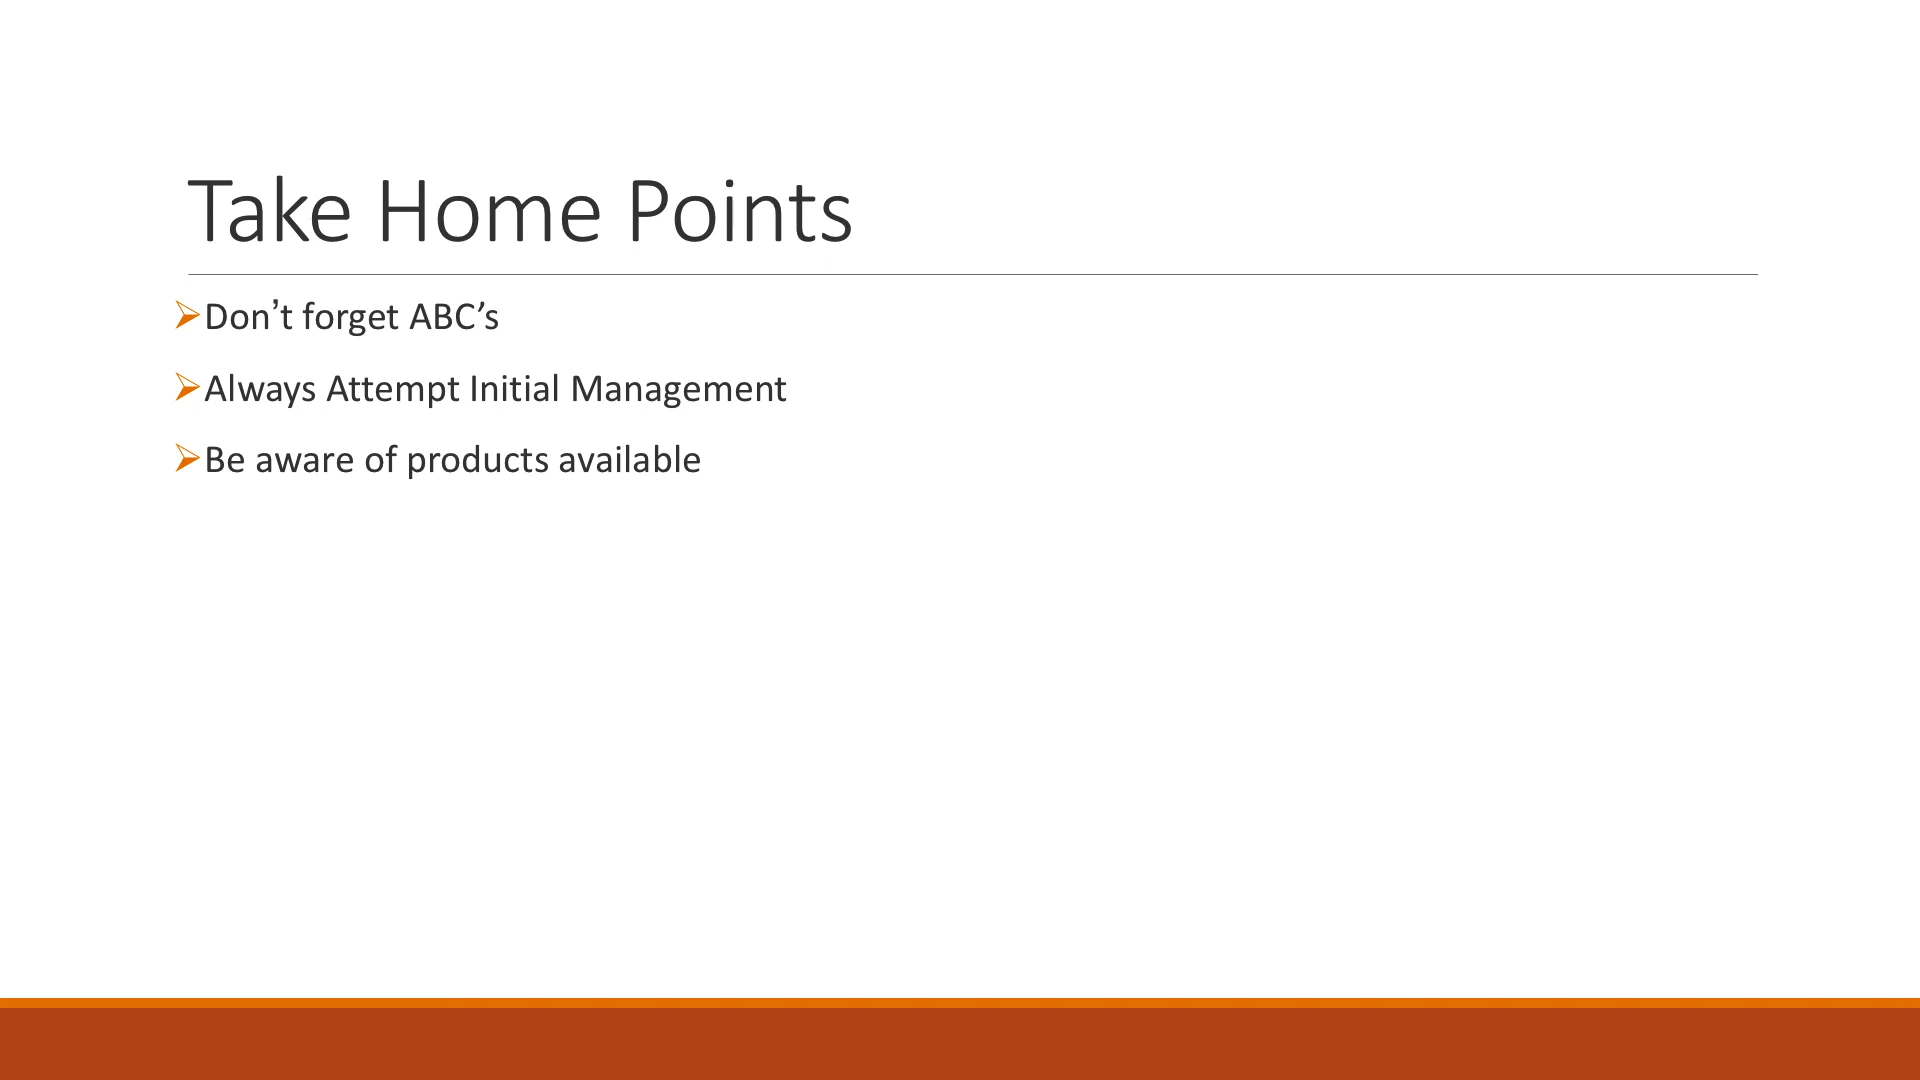 Take Home Points
Don’t forget ABC’s
Always Attempt Initial Management
Be aware of products available